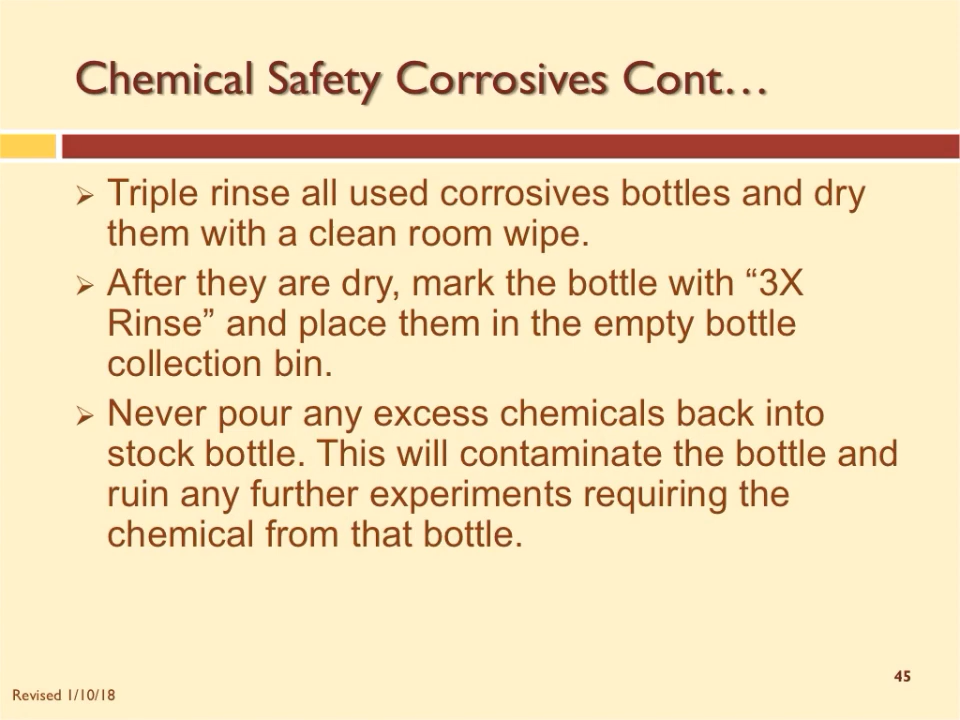 Chemical Safety Corrosives Cont…
➢ Triple rinse all used corrosives bottles and dry
them with a clean room wipe.
➢ After they are dry, mark the bottle with “3X
Rinse” and place them in the empty bottle
collection bin.
➢ Never pour any excess chemicals back into
stock bottle. This will contaminate the bottle and
ruin any further experiments requiring the
chemical from that bottle.
45
Revised 1/10/18